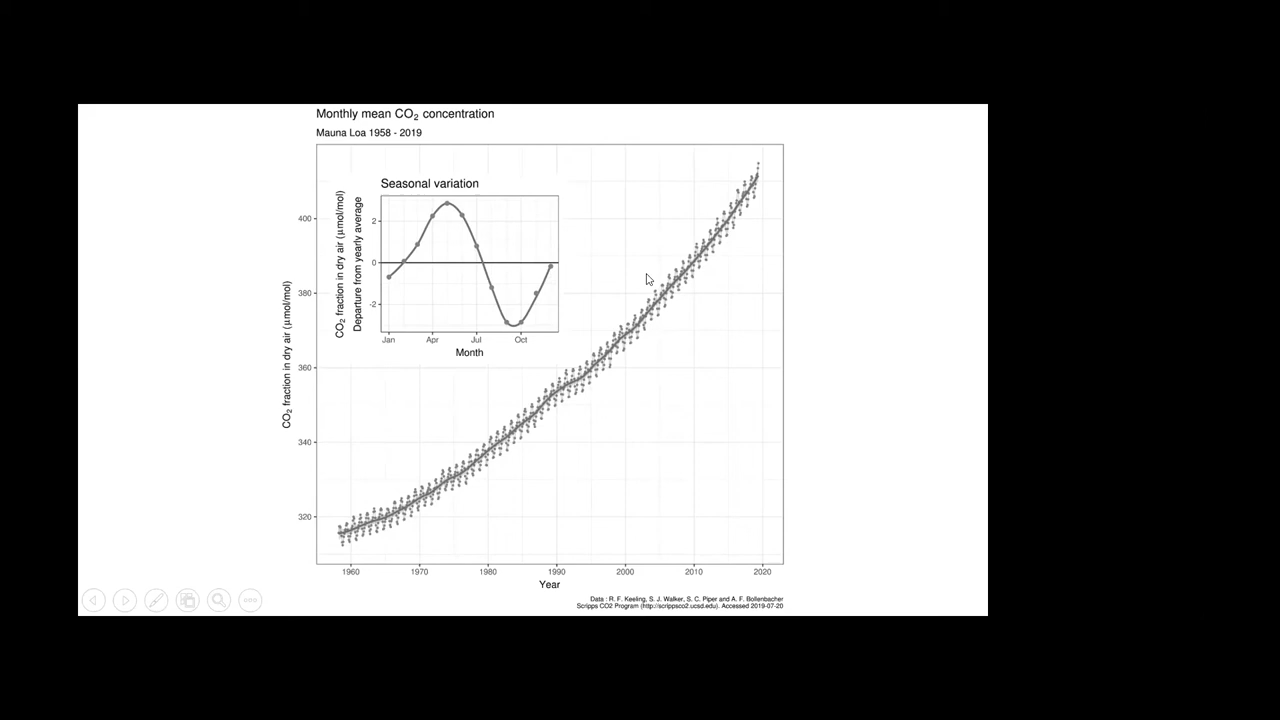 Monthly mean CO₂ concentration
Mauna Loa 1958 - 2019
Seasonal variation
CO₂ fraction in dry air (μmol/mol)
Departure from yearly average
2
0
-2
Jan Apr Jul Oct
Month
CO₂ fraction in dry air (μmol/mol)
400
380
360
340
320
1960 1970 1980 1990 2000 2010 2020
Year
Data : R. F. Keeling, S. J. Walker, S. C. Piper and A. F. Bollenbacher
Scripps CO2 Program (http://scrippsco2.ucsd.edu). Accessed 2019-07-20